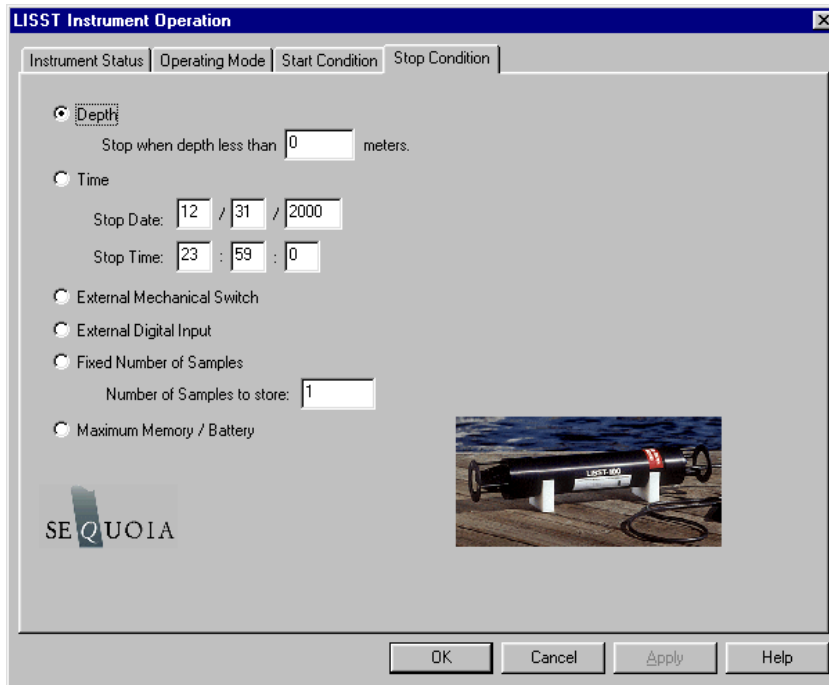 LISST Instrument Operation
Instrument Status Operating Mode Start Condition Stop Condition
Depth
Stop when depth less than 0 meters.
Time
Stop Date: 12 / 31 / 2000
Stop Time: 23 : 59 : 0
External Mechanical Switch
External Digital Input
Fixed Number of Samples
Number of Samples to store: 1
Maximum Memory / Battery
LISST-100
SEQUOIA
OK Cancel Apply Help